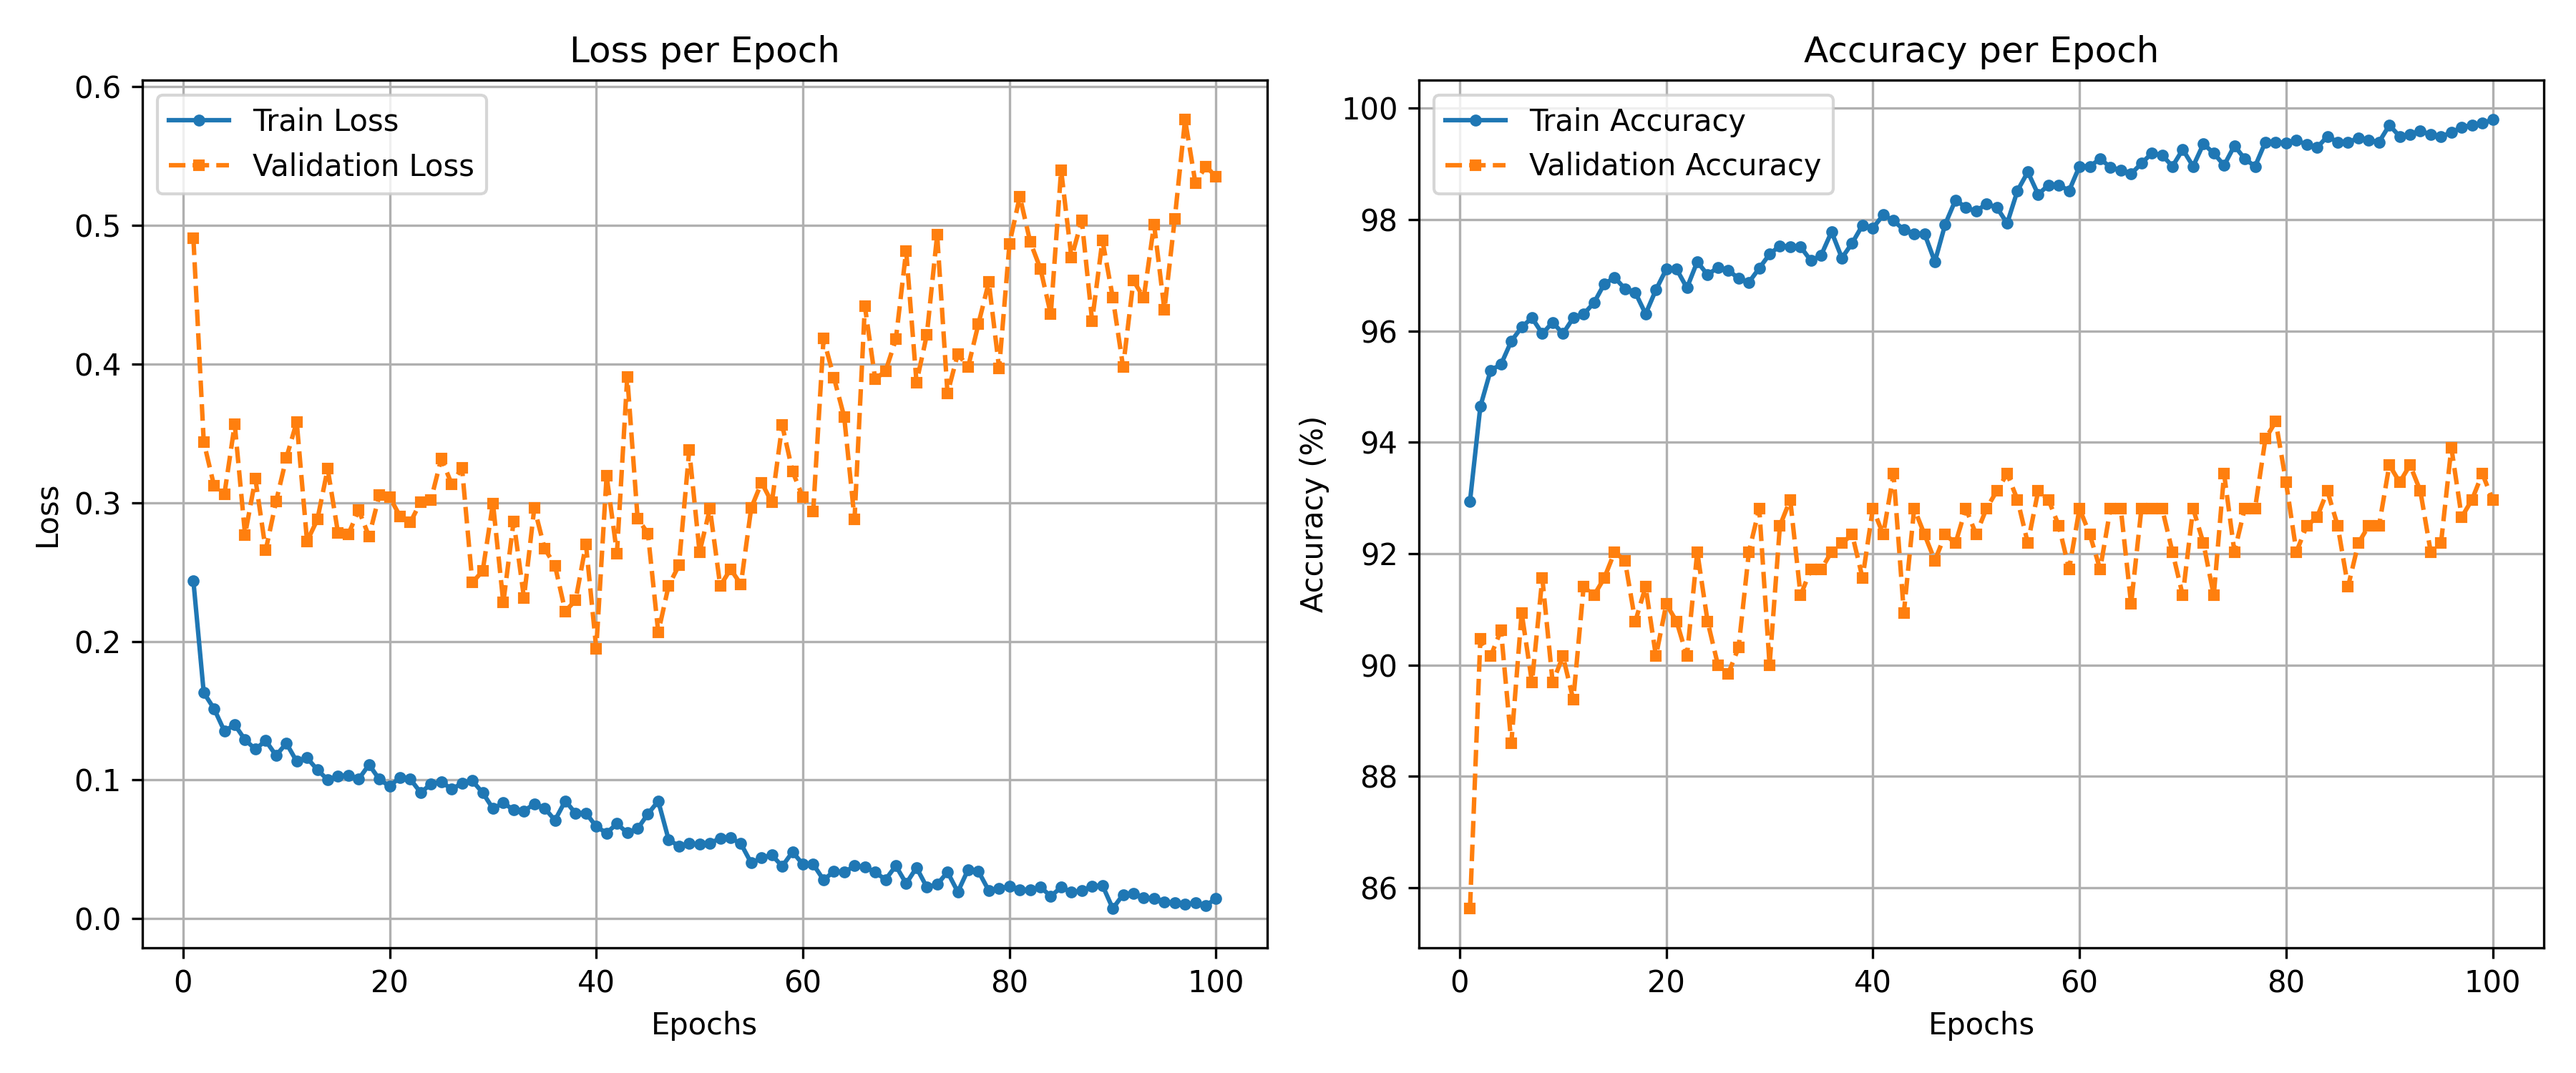 Loss per Epoch
Train Loss
Validation Loss
0.6
0.5
0.4
0.3
0.2
0.1
0.0
Loss
0 20 40 60 80 100
Epochs
Accuracy per Epoch
Train Accuracy
Validation Accuracy
100
98
96
94
92
90
88
86
Accuracy (%)
0 20 40 60 80 100
Epochs